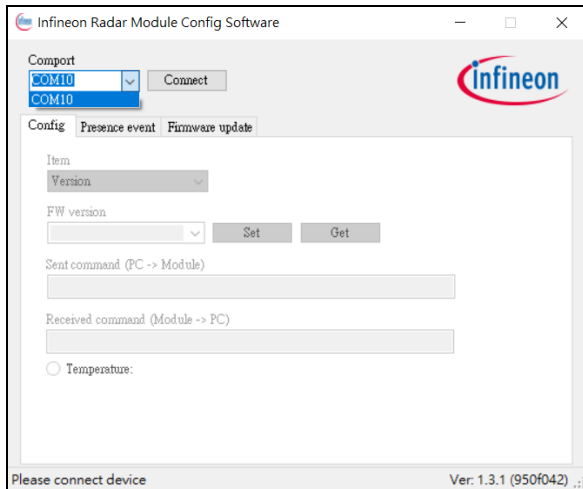 Infineon Radar Module Config Software
Comport
COM10
Connect
COM10
infineon
Config
Presence event
Firmware update
Item
Version
FW version
Set
Get
Sent command (PC -> Module)
Received command (Module -> PC)
Temperature:
Please connect device
Ver: 1.3.1 (950f042)